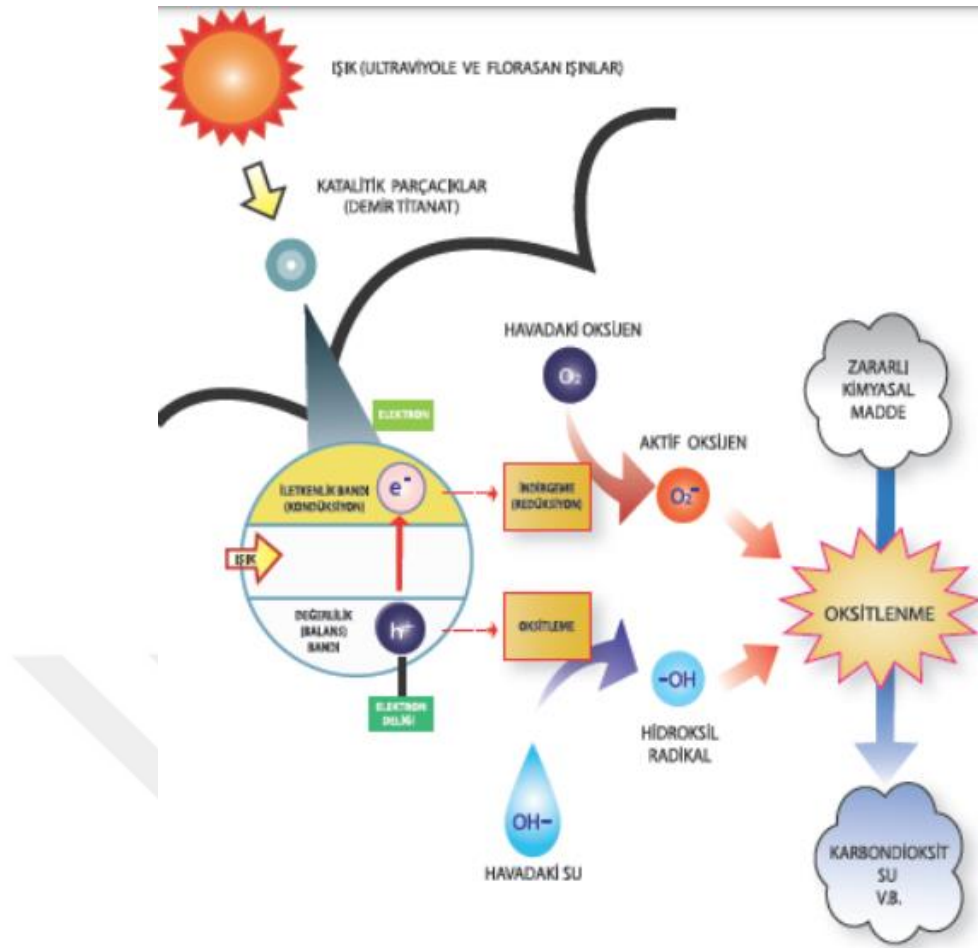 IŞIK (ULTRAVİYOLE VE FLORASAN IŞINLAR)
KATALİTİK PARÇACIKLAR
(DEMİR TİTANAT)
HAVADAKİ OKSİJEN
O₂
ZARARLI
KİMYASAL
MADDE
ELEKTRON
AKTİF OKSİJEN
İLETKENLİK BANDI
(KONDÜKSİYON)
e⁻
İNDİRGEME
(REDÜKSİYON)
O₂⁻
IŞIK
OKSİTLENME
DEĞERLİLİK
(BALANS)
BANDI
h⁻
OKSİTLEME
-OH
ELEKTRON
DELİĞİ
HİDROKSİL
RADİKAL
OH-
HAVADAKİ SU
KARBONDİOKSİT
SU
V.B.